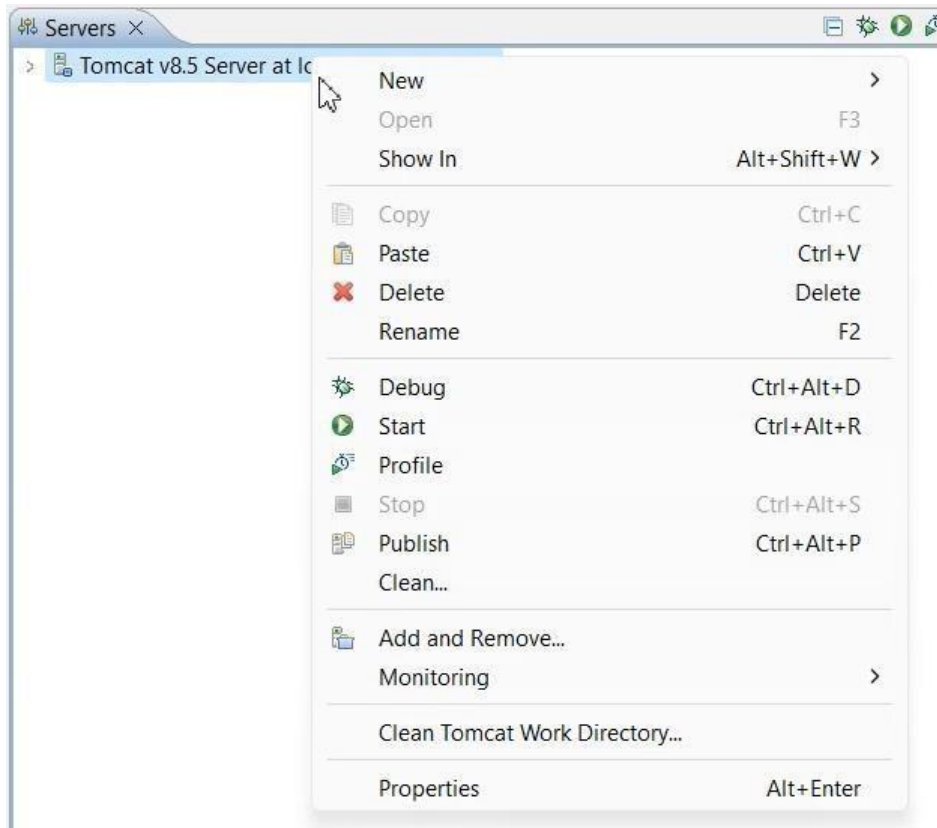 Servers
Tomcat v8.5 Server at
New
Open F3
Show In Alt+Shift+W
Copy Ctrl+C
Paste Ctrl+V
Delete Delete
Rename F2
Debug Ctrl+Alt+D
Start Ctrl+Alt+R
Profile
Stop Ctrl+Alt+S
Publish Ctrl+Alt+P
Clean...
Add and Remove...
Monitoring
Clean Tomcat Work Directory...
Properties Alt+Enter